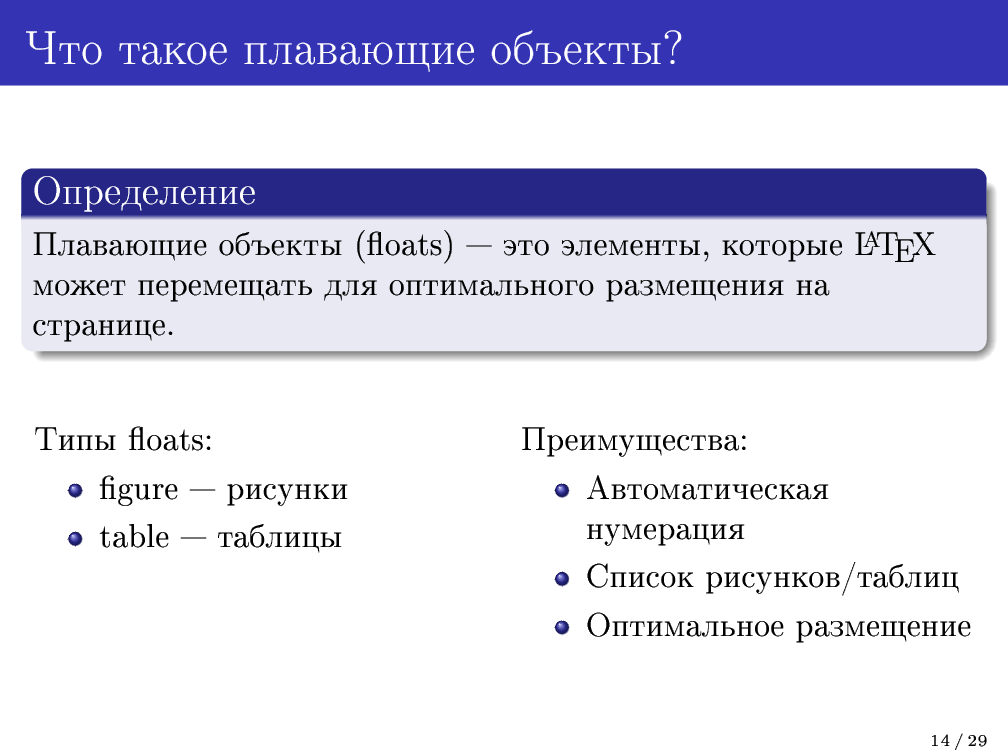 Что такое плавающие объекты?
Определение
Плавающие объекты (floats) — это элементы, которые LATEX
может перемещать для оптимального размещения на
странице.
Типы floats:
figure — рисунки
table — таблицы
Преимущества:
Автоматическая
нумерация
Список рисунков/таблиц
Оптимальное размещение
14 / 29